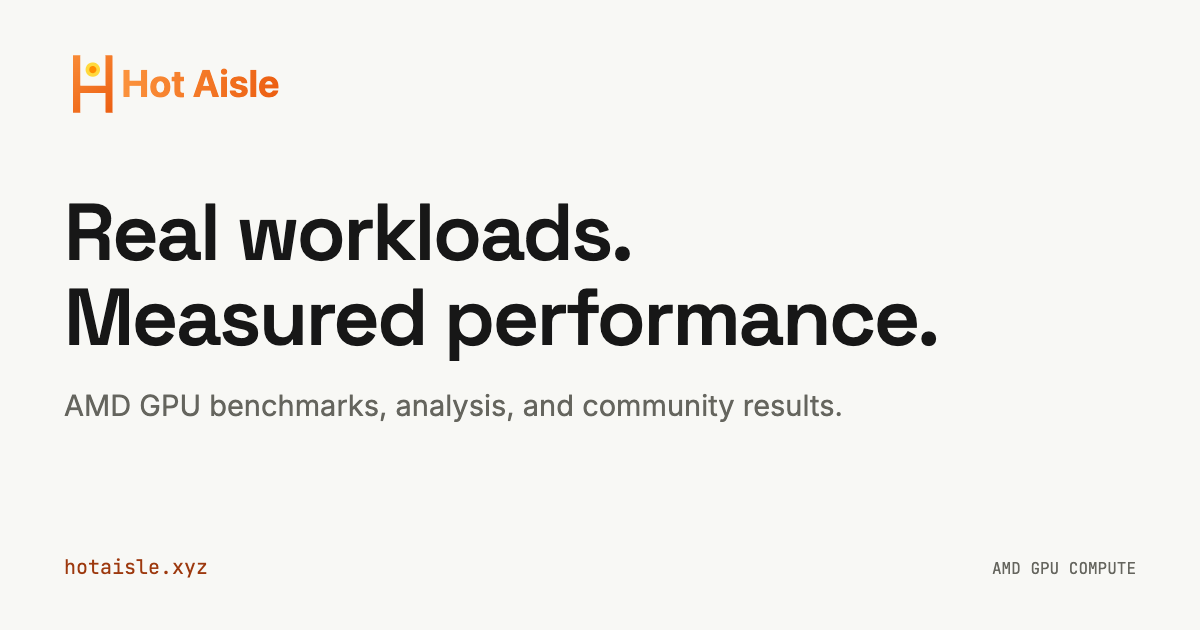 Hot Aisle
Real workloads.
Measured performance.
AMD GPU benchmarks, analysis, and community results.
hotaisle.xyz
AMD GPU COMPUTE